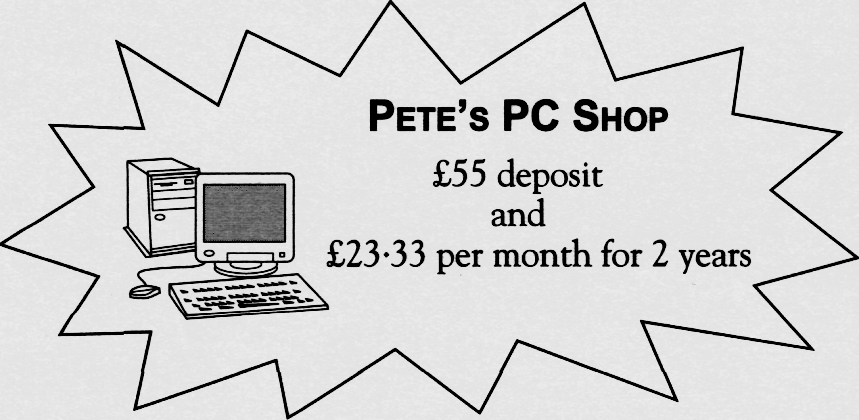 PETE'S PC SHOP
£55 deposit
and
£23·33 per month for 2 years